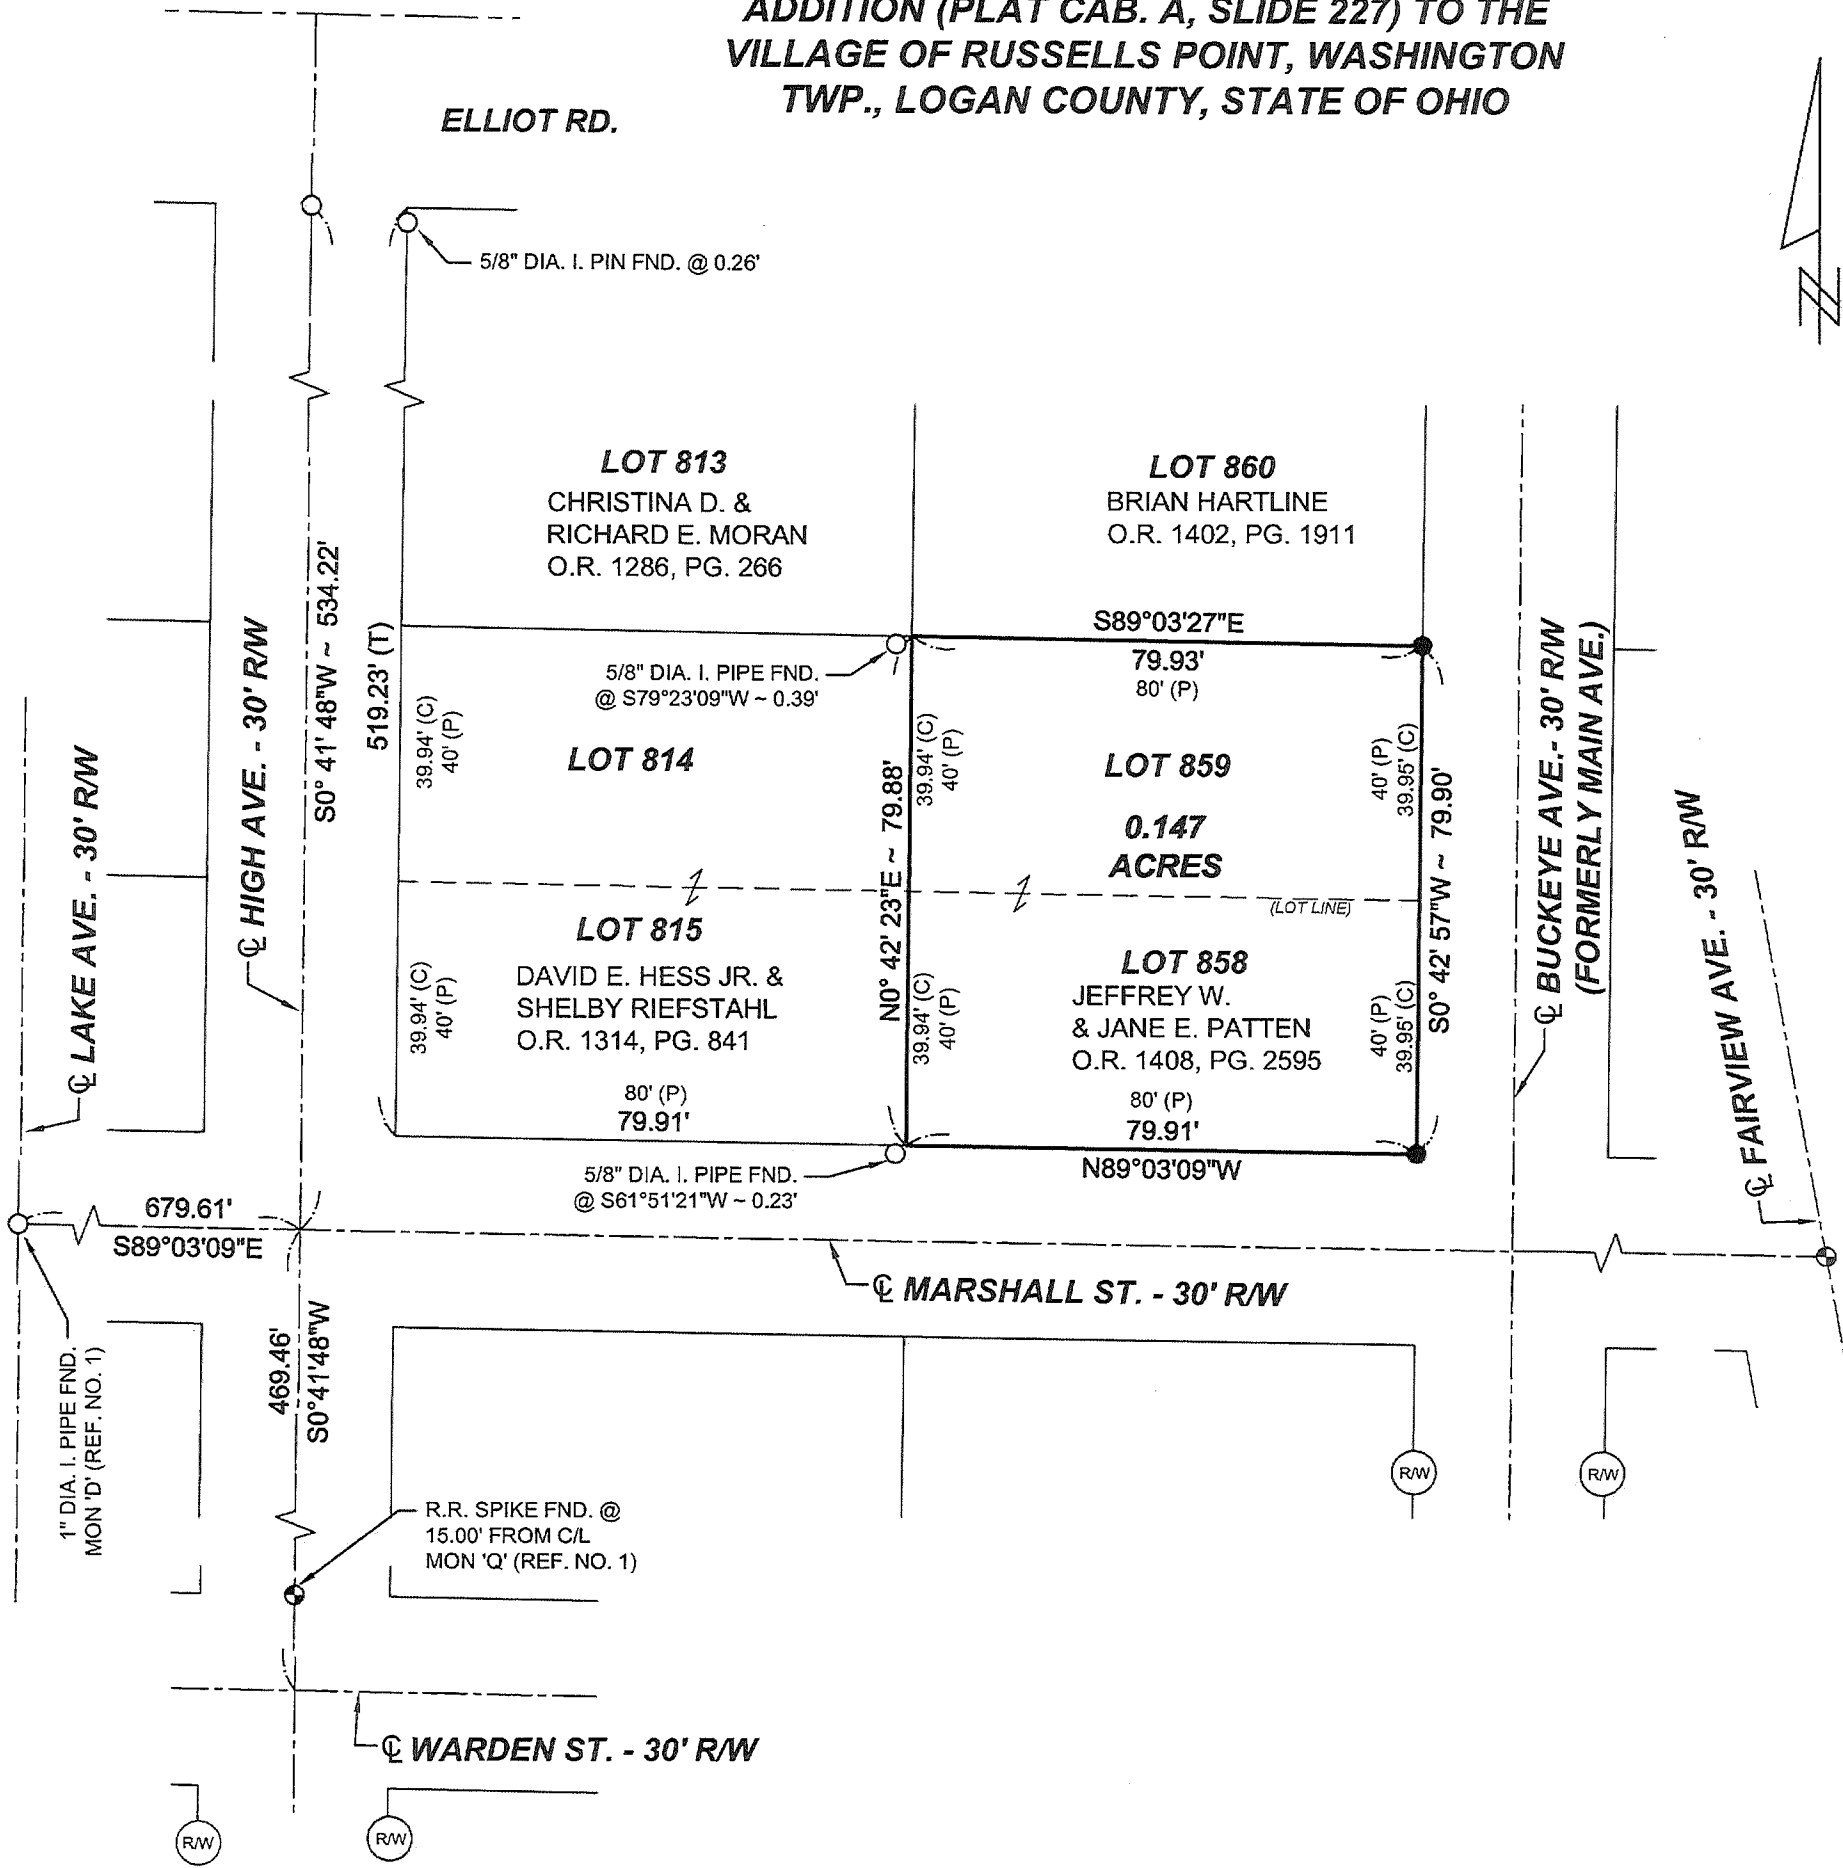 ADDITION (PLAT CAB. A, SLIDE 227) TO THE
VILLAGE OF RUSSELLS POINT, WASHINGTON
TWP., LOGAN COUNTY, STATE OF OHIO
ELLIOT RD.
5/8" DIA. I. PIN FND. @ 0.26'
N
LOT 813
CHRISTINA D. &
RICHARD E. MORAN
O.R. 1286, PG. 266
LOT 860
BRIAN HARTLINE
O.R. 1402, PG. 1911
S0° 41' 48"W ~ 534.22'
519.23' (T)
℄ HIGH AVE. - 30' R/W
℄ LAKE AVE. - 30' R/W
5/8" DIA. I. PIPE FND.
@ S79°23'09"W ~ 0.39'
S89°03'27"E
79.93'
80' (P)
39.94' (C)
40' (P)
LOT 814
N0° 42' 23"E ~ 79.88'
39.94' (C)
40' (P)
LOT 859
0.147
ACRES
40' (P)
39.95' (C)
S0° 42' 57"W ~ 79.90'
(LOT LINE)
℄ BUCKEYE AVE.- 30' R/W
(FORMERLY MAIN AVE.)
℄ FAIRVIEW AVE. - 30' R/W
LOT 815
DAVID E. HESS JR. &
SHELBY RIEFSTAHL
O.R. 1314, PG. 841
39.94' (C)
40' (P)
80' (P)
79.91'
39.94' (C)
40' (P)
LOT 858
JEFFREY W.
& JANE E. PATTEN
O.R. 1408, PG. 2595
40' (P)
39.95' (C)
80' (P)
79.91'
N89°03'09"W
5/8" DIA. I. PIPE FND.
@ S61°51'21"W ~ 0.23'
679.61'
S89°03'09"E
℄ MARSHALL ST. - 30' R/W
1" DIA. I. PIPE FND.
MON 'D' (REF. NO. 1)
469.46'
S0°41'48"W
R.R. SPIKE FND. @
15.00' FROM C/L
MON 'Q' (REF. NO. 1)
R/W
R/W
℄ WARDEN ST. - 30' R/W
R/W
R/W